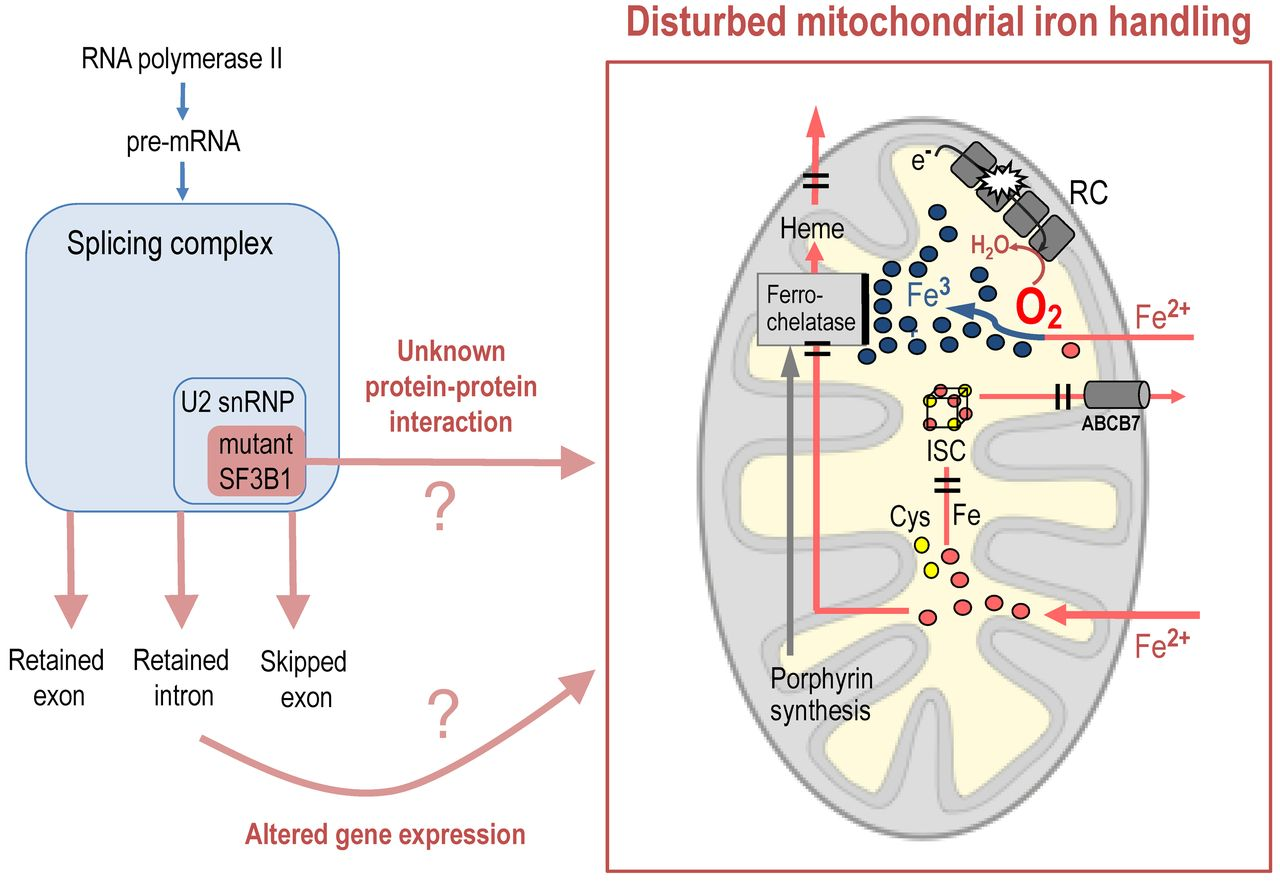 Disturbed mitochondrial iron handling
RNA polymerase II
pre-mRNA
Splicing complex
U2 snRNP
mutant
SF3B1
Unknown
protein-protein
interaction
?
Retained
exon
Retained
intron
Skipped
exon
?
Altered gene expression
e-
RC
Heme
H2O
Ferro-
chelatase
Fe3
+
O2
Fe2+
ABCB7
ISC
Cys
Fe
Fe2+
Porphyrin
synthesis